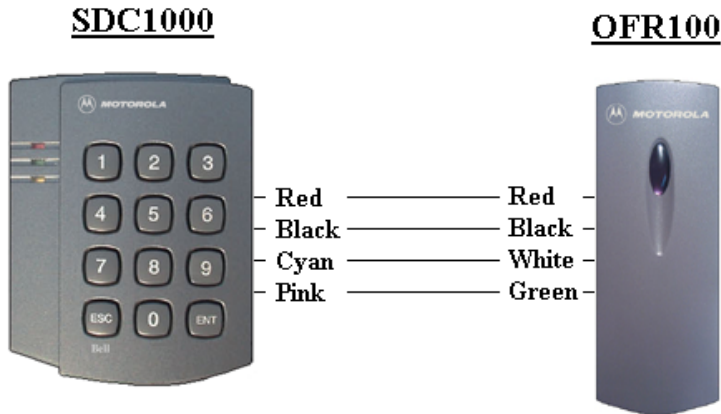 SDC1000
OFR100
MOTOROLA
MOTOROLA
1 2 3
4 5 6
7 8 9
ESC 0 ENT
Bell
Red Red
Black Black
Cyan White
Pink Green